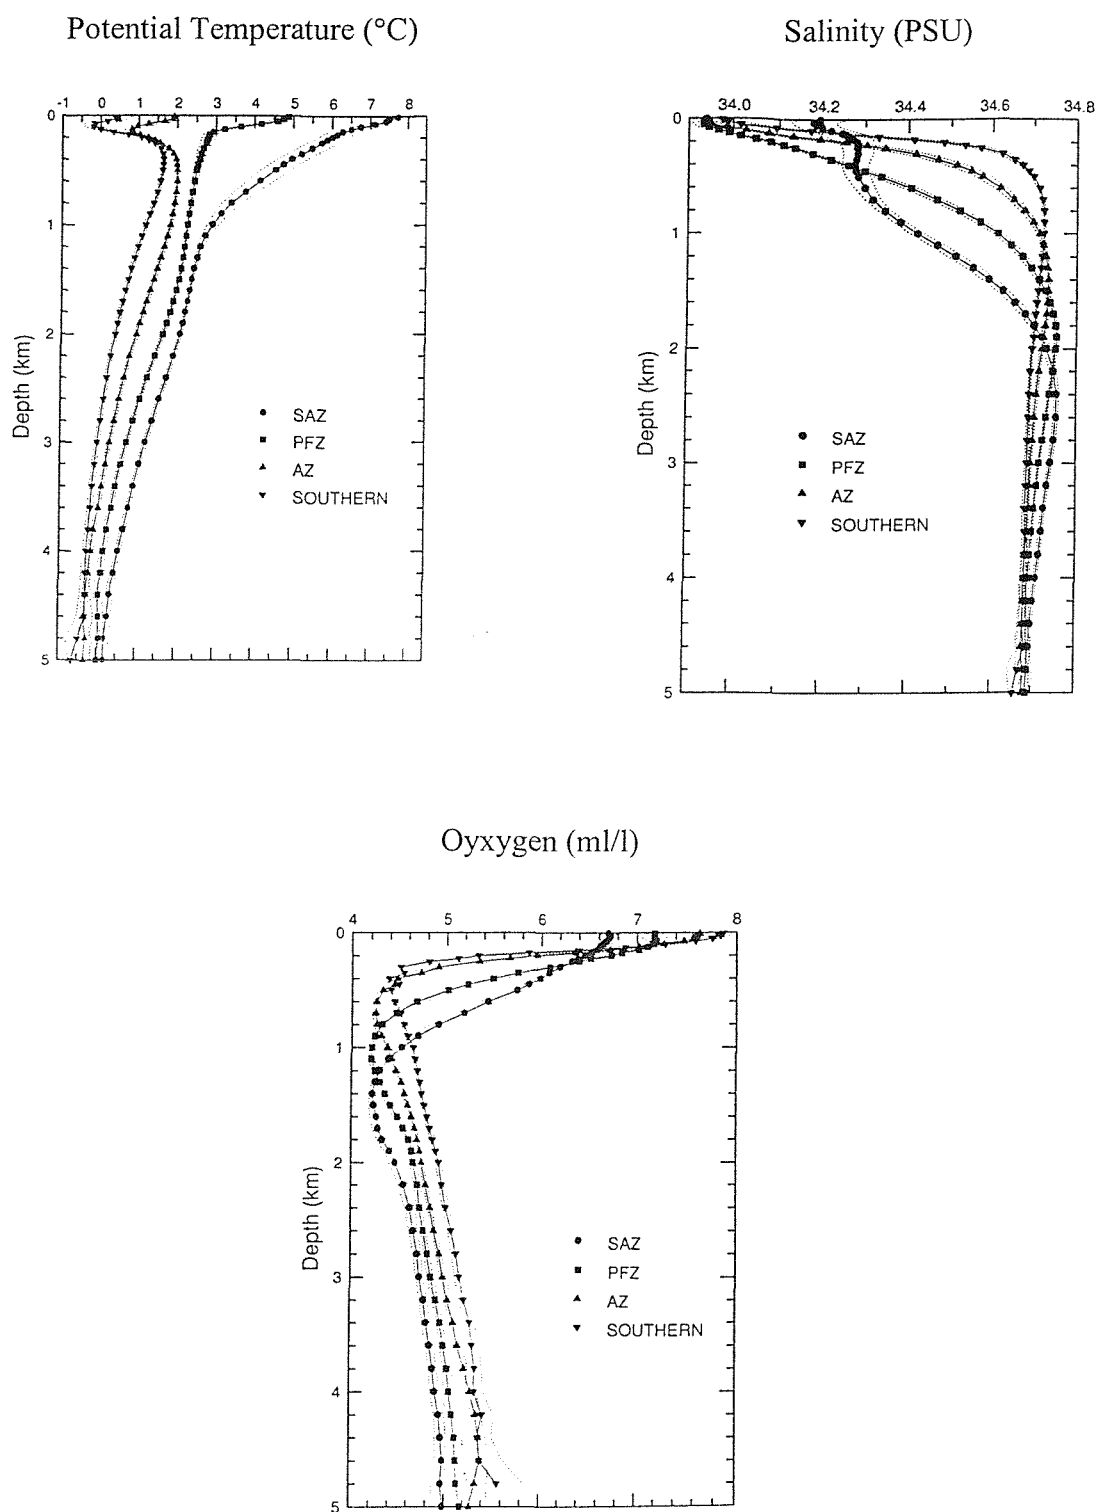 Potential Temperature (°C)
-1 0 1 2 3 4 5 6 7 8
0
1
2
3
4
5
Depth (km)
SAZ
PFZ
AZ
SOUTHERN
Salinity (PSU)
34.0 34.2 34.4 34.6 34.8
0
1
2
3
4
5
Depth (km)
SAZ
PFZ
AZ
SOUTHERN
Oyxygen (ml/l)
4 5 6 7 8
0
1
2
3
4
5
Depth (km)
SAZ
PFZ
AZ
SOUTHERN